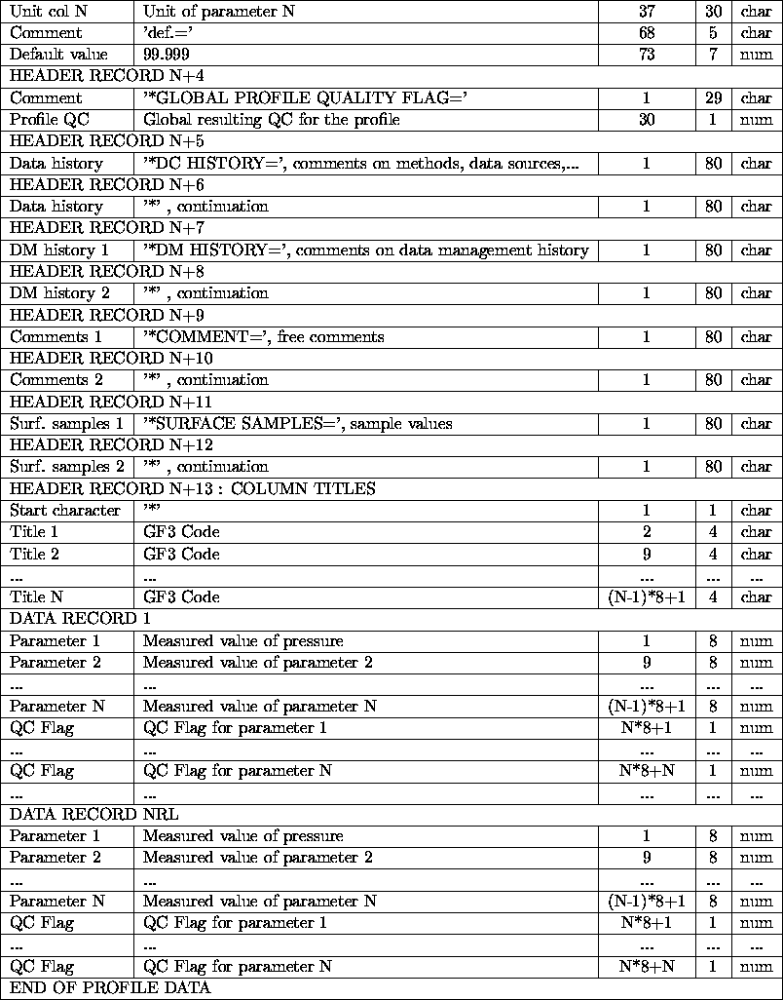 Unit col N Unit of parameter N 37 30 char
Comment 'def.=' 68 5 char
Default value 99.999 73 7 num
HEADER RECORD N+4
Comment '*GLOBAL PROFILE QUALITY FLAG=' 1 29 char
Profile QC Global resulting QC for the profile 30 1 num
HEADER RECORD N+5
Data history '*DC HISTORY=', comments on methods, data sources,... 1 80 char
HEADER RECORD N+6
Data history '*' , continuation 1 80 char
HEADER RECORD N+7
DM history 1 '*DM HISTORY=', comments on data management history 1 80 char
HEADER RECORD N+8
DM history 2 '*' , continuation 1 80 char
HEADER RECORD N+9
Comments 1 '*COMMENT=', free comments 1 80 char
HEADER RECORD N+10
Comments 2 '*' , continuation 1 80 char
HEADER RECORD N+11
Surf. samples 1 '*SURFACE SAMPLES=', sample values 1 80 char
HEADER RECORD N+12
Surf. samples 2 '*' , continuation 1 80 char
HEADER RECORD N+13 : COLUMN TITLES
Start character '*' 1 1 char
Title 1 GF3 Code 2 4 char
Title 2 GF3 Code 9 4 char
... ... ... ... ...
Title N GF3 Code (N-1)*8+1 4 char
DATA RECORD 1
Parameter 1 Measured value of pressure 1 8 num
Parameter 2 Measured value of parameter 2 9 8 num
... ... ... ... ...
Parameter N Measured value of parameter N (N-1)*8+1 8 num
QC Flag QC Flag for parameter 1 N*8+1 1 num
... ... ... ... ...
QC Flag QC Flag for parameter N N*8+N 1 num
... ... ... ... ...
DATA RECORD NRL
Parameter 1 Measured value of pressure 1 8 num
Parameter 2 Measured value of parameter 2 9 8 num
... ... ... ... ...
Parameter N Measured value of parameter N (N-1)*8+1 8 num
QC Flag QC Flag for parameter 1 N*8+1 1 num
... ... ... ... ...
QC Flag QC Flag for parameter N N*8+N 1 num
END OF PROFILE DATA